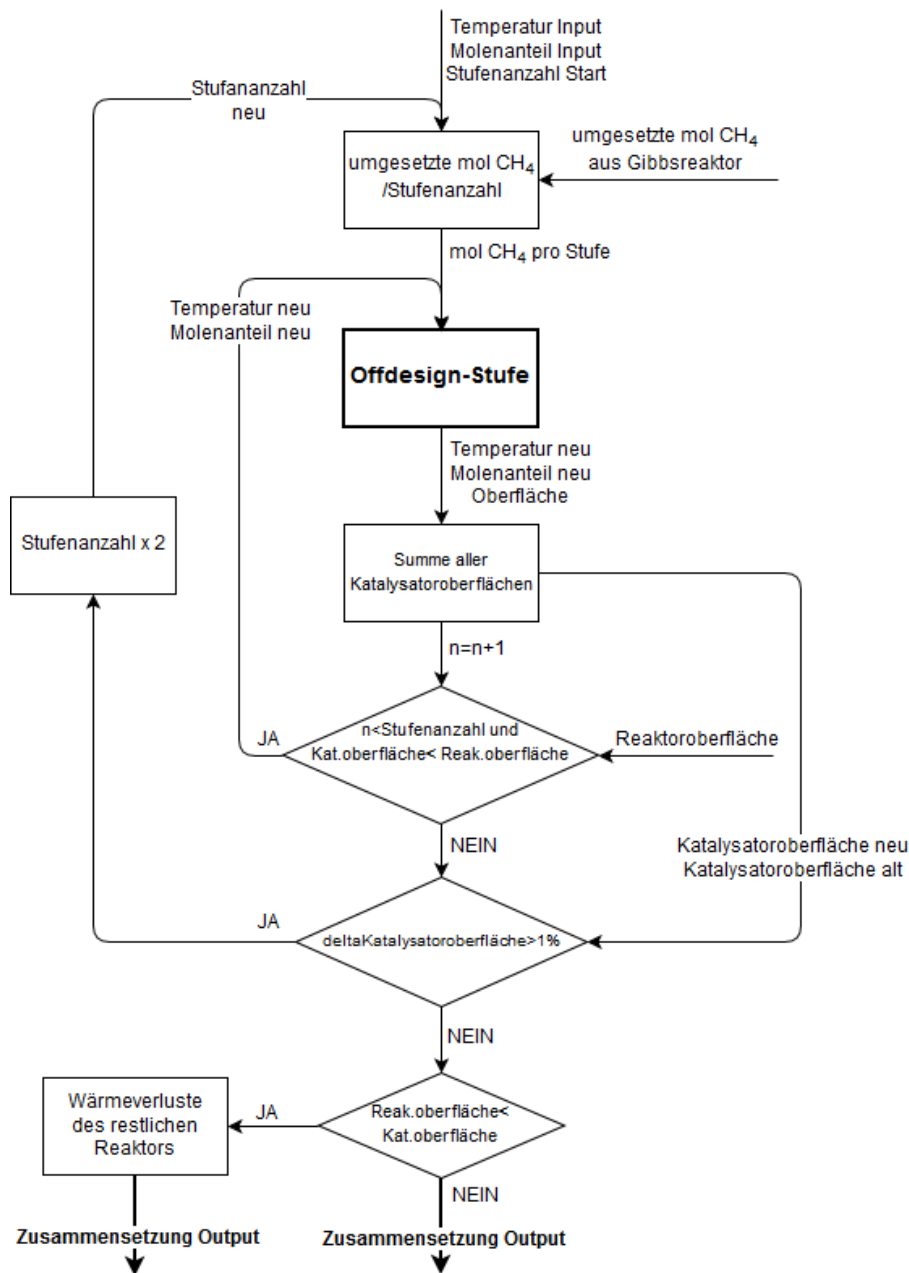 Temperatur Input
Molenanteil Input
Stufenanzahl Start
Stufananzahl
neu
umgesetzte mol CH₄
aus Gibbsreaktor
umgesetzte mol CH₄
/Stufenanzahl
mol CH₄ pro Stufe
Temperatur neu
Molenanteil neu
Offdesign-Stufe
Temperatur neu
Molenanteil neu
Oberfläche
Stufenanzahl x 2
Summe aller
Katalysatoroberflächen
n=n+1
n<Stufenanzahl und
Kat.oberfläche< Reak.oberfläche
JA
Reaktoroberfläche
NEIN
Katalysatoroberfläche neu
Katalysatoroberfläche alt
JA
deltaKatalysatoroberfläche>1%
NEIN
Wärmeverluste
des restlichen
Reaktors
JA
Reak.oberfläche<
Kat.oberfläche
NEIN
Zusammensetzung Output
Zusammensetzung Output